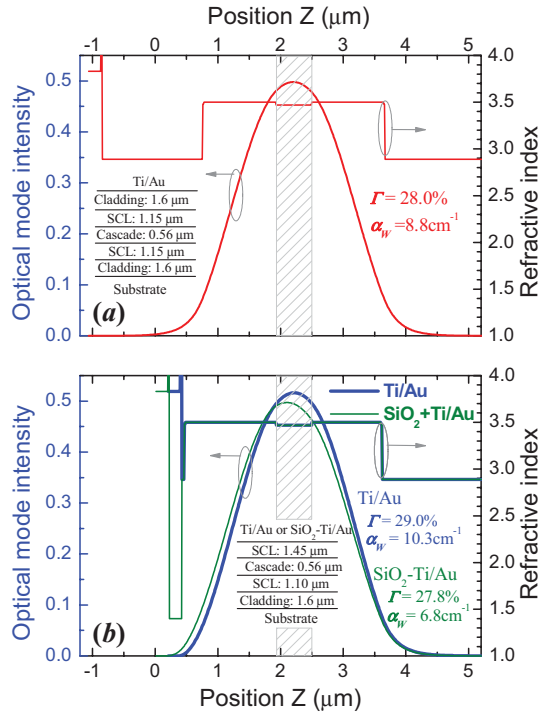 Position Z (μm)
-1 0 1 2 3 4 5
0.5
0.4
0.3
0.2
0.1
0.0
Optical mode intensity
4.0
3.5
3.0
2.5
2.0
1.5
1.0
Refractive index
Ti/Au
Cladding: 1.6 μm
SCL: 1.15 μm
Cascade: 0.56 μm
SCL: 1.15 μm
Cladding: 1.6 μm
Substrate
Γ = 28.0%
α_W =8.8cm⁻¹
(a)
Ti/Au
SiO₂+Ti/Au
0.5
0.4
0.3
0.2
0.1
0.0
Optical mode intensity
4.0
3.5
3.0
2.5
2.0
1.5
1.0
Refractive index
Ti/Au
Γ = 29.0%
α_W = 10.3cm⁻¹
Ti/Au or SiO₂-Ti/Au
SCL: 1.45 μm
Cascade: 0.56 μm
SCL: 1.10 μm
Cladding: 1.6 μm
Substrate
SiO₂-Ti/Au
Γ = 27.8%
α_W = 6.8cm⁻¹
(b)
-1 0 1 2 3 4 5
Position Z (μm)